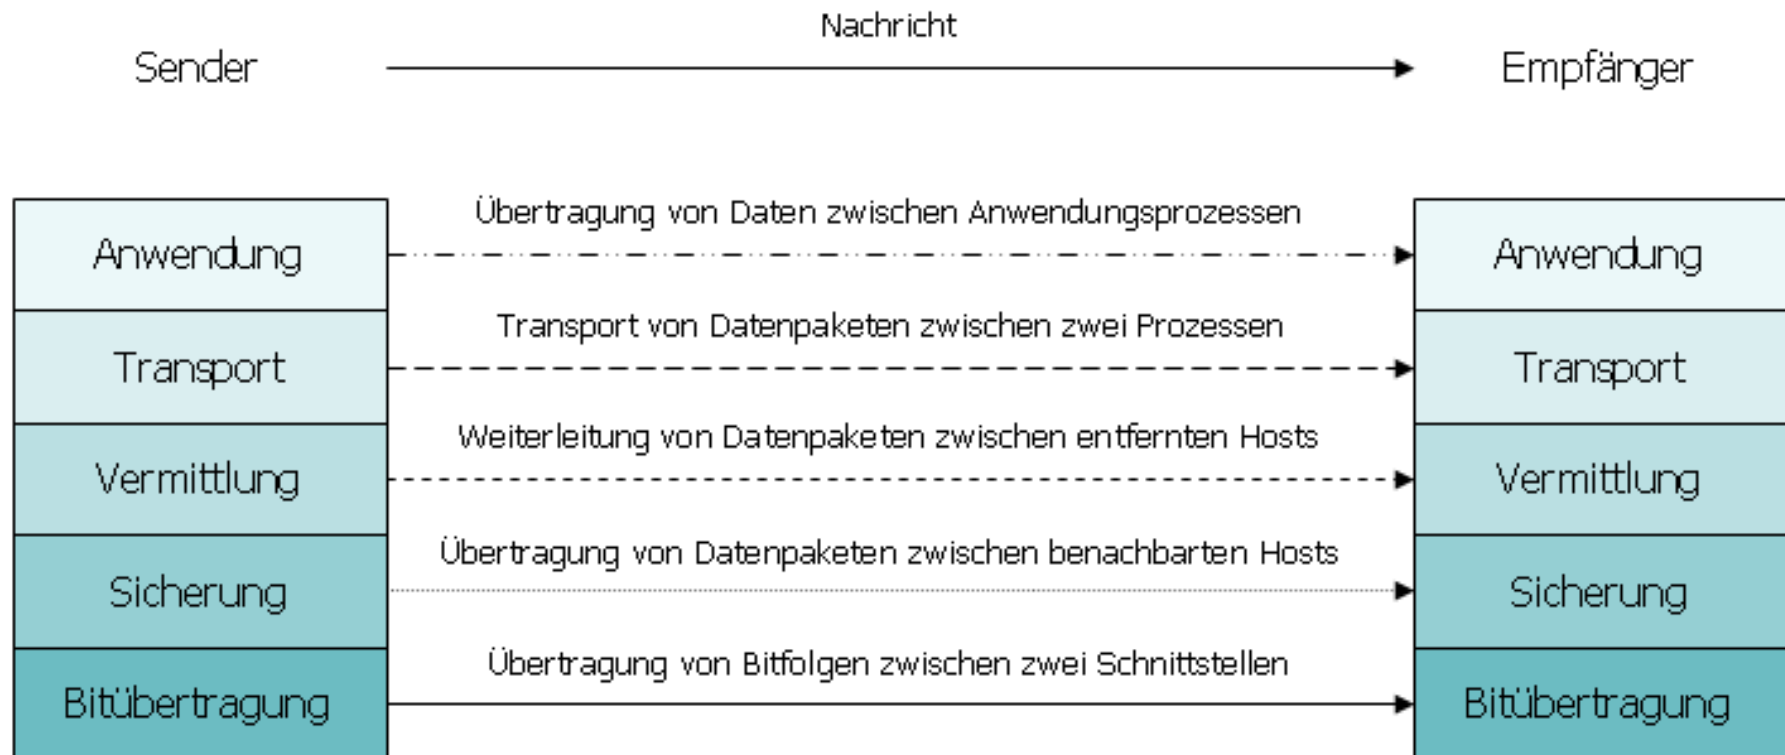 Nachricht
Sender
Empfänger
Übertragung von Daten zwischen Anwendungsprozessen
Anwendung
Anwendung
Transport von Datenpaketen zwischen zwei Prozessen
Transport
Transport
Weiterleitung von Datenpaketen zwischen entfernten Hosts
Vermittlung
Vermittlung
Übertragung von Datenpaketen zwischen benachbarten Hosts
Sicherung
Sicherung
Übertragung von Bitfolgen zwischen zwei Schnittstellen
Bitübertragung
Bitübertragung